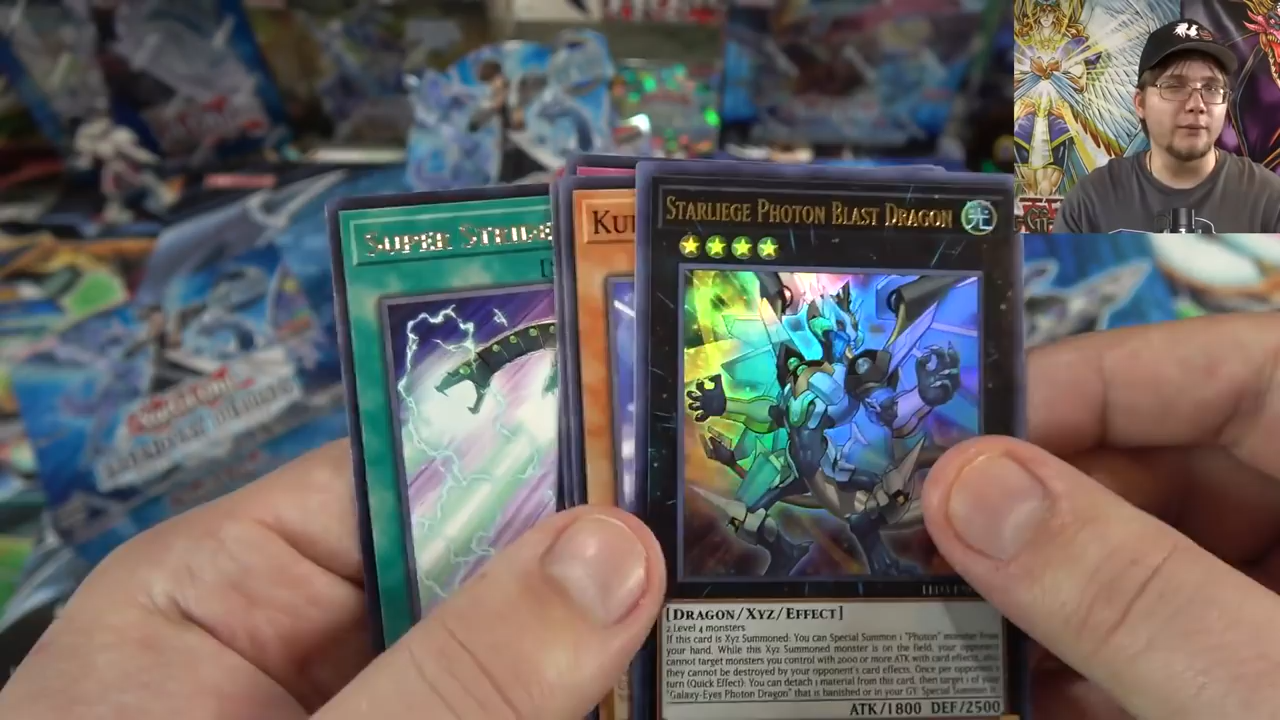 SUPER STRIDE
KU
STARLIEGE PHOTON BLAST DRAGON
光
[DRAGON/XYZ/EFFECT]
2 Level 4 monsters
If this card is Xyz Summoned: You can Special Summon 1 "Photon" monster from
your hand. While this Xyz Summoned monster is on the field, your opponent
cannot target monsters you control with 2000 or more ATK with card effects, also
they cannot be destroyed by your opponent's card effects. Once per opponent's
turn (Quick Effect): You can detach 1 material from this card, then target 1 of your
"Galaxy-Eyes Photon Dragon" that is banished or in your GY; Special Summon it.
ATK/1800 DEF/2500